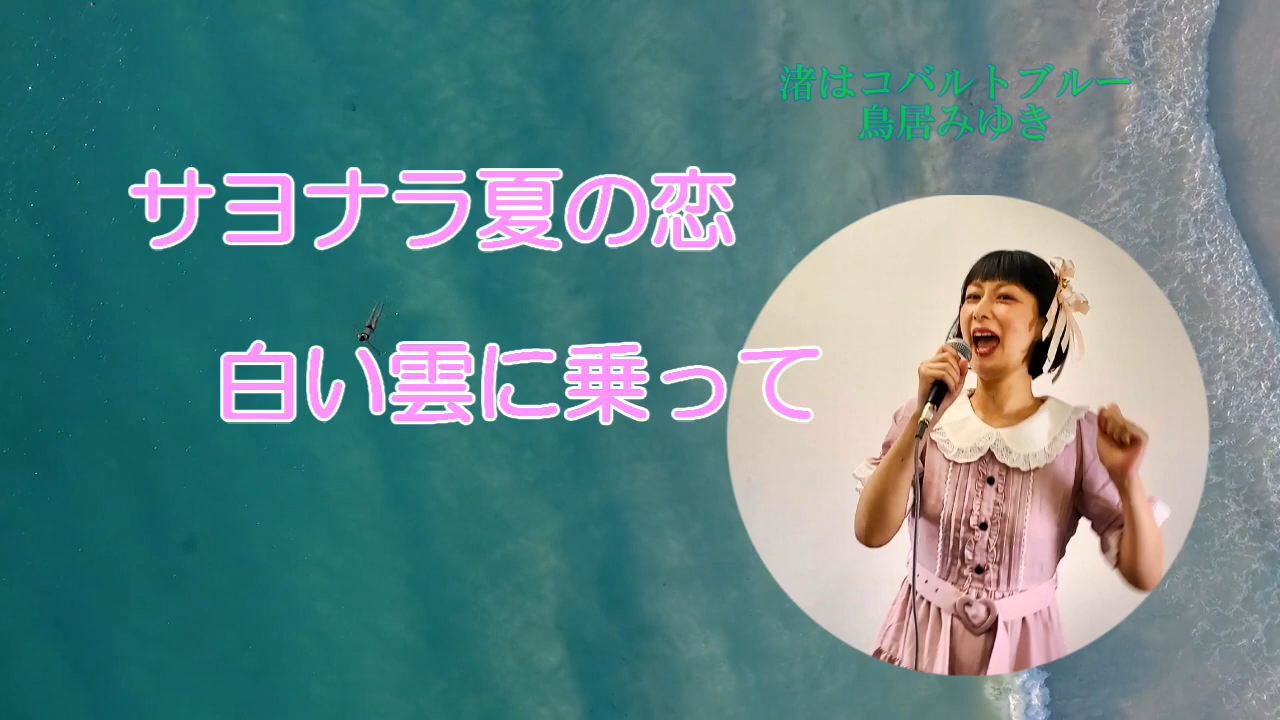 渚はコバルトブルー
鳥居みゆき
サヨナラ夏の恋
白い雲に乗って